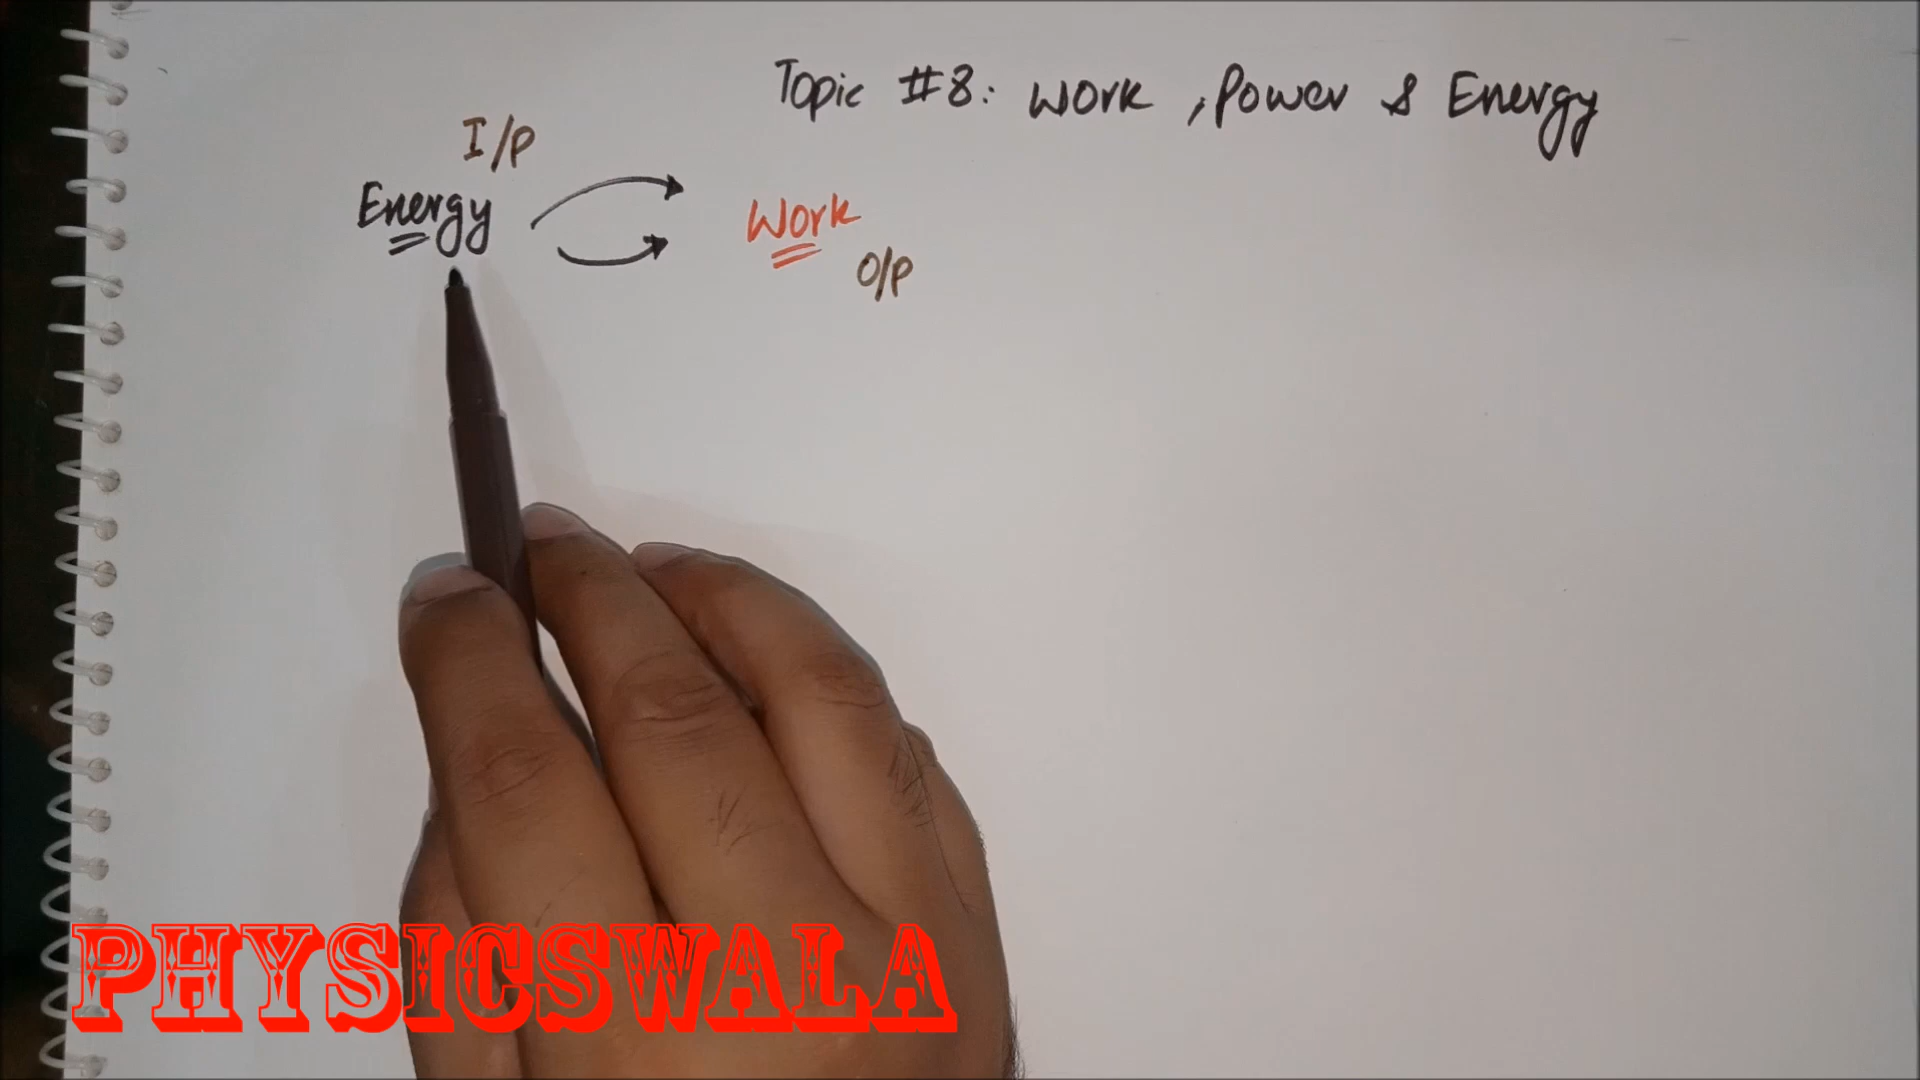 Topic #8: Work, Power & Energy
I/P
Energy
Work
O/P
PHYSICSWALA